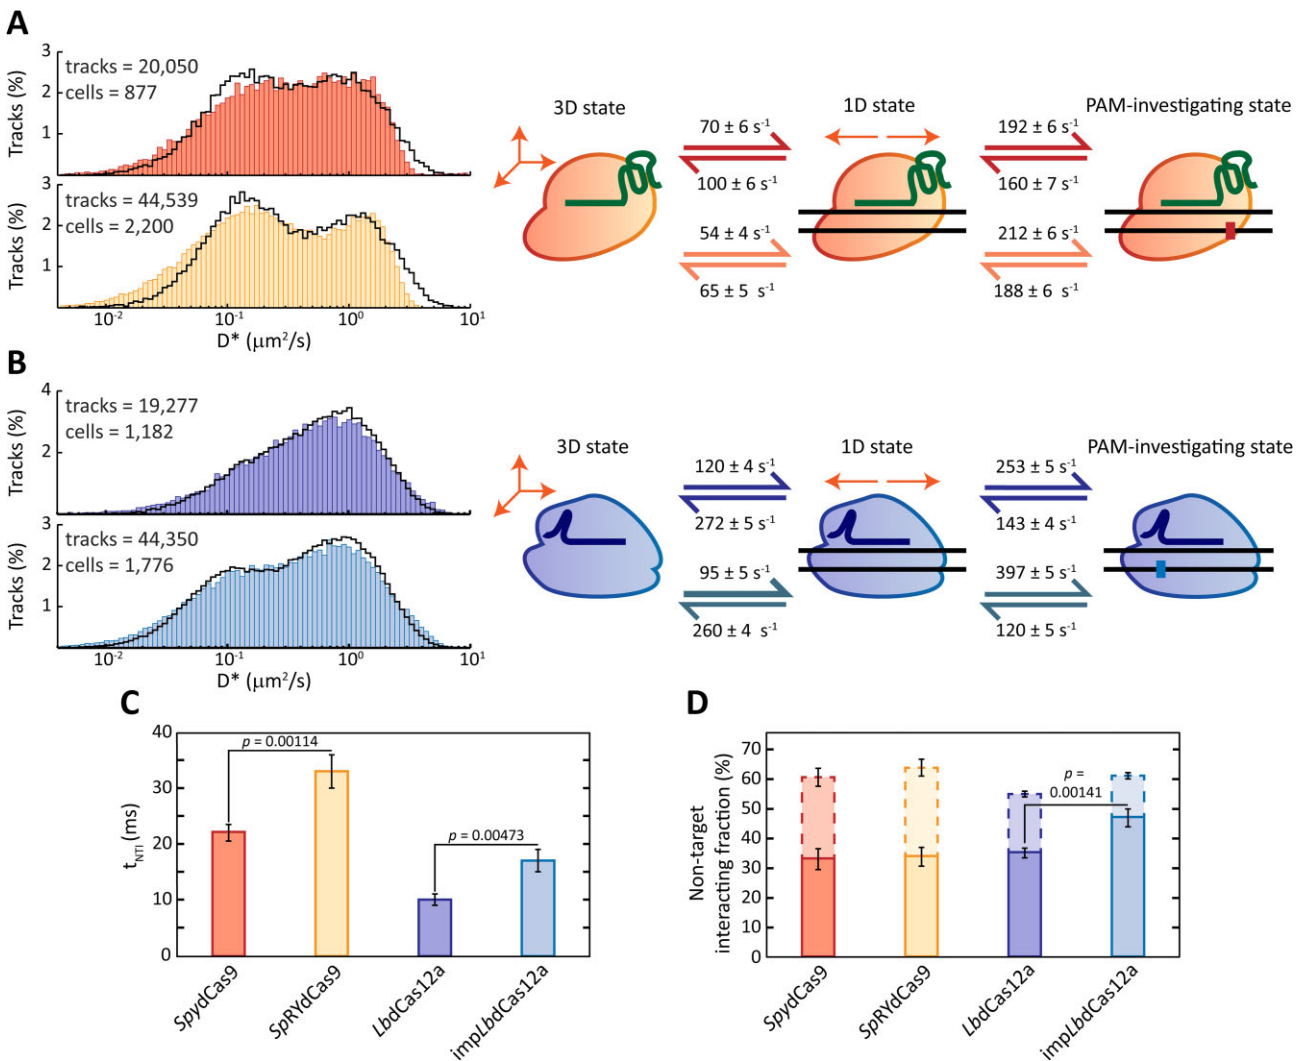 A
3
2
1
Tracks (%)
tracks = 20,050
cells = 877
3
2
1
Tracks (%)
tracks = 44,539
cells = 2,200
10-2
10-1
100
101
D* (μm2/s)
3D state
1D state
PAM-investigating state
70 ± 6 s-1
100 ± 6 s-1
54 ± 4 s-1
65 ± 5 s-1
192 ± 6 s-1
160 ± 7 s-1
212 ± 6 s-1
188 ± 6 s-1
B
4
2
Tracks (%)
tracks = 19,277
cells = 1,182
3
2
1
Tracks (%)
tracks = 44,350
cells = 1,776
10-2
10-1
100
101
D* (μm2/s)
3D state
1D state
PAM-investigating state
120 ± 4 s-1
272 ± 5 s-1
95 ± 5 s-1
260 ± 4 s-1
253 ± 5 s-1
143 ± 4 s-1
397 ± 5 s-1
120 ± 5 s-1
C
40
30
20
10
0
tNTI (ms)
p = 0.00114
p = 0.00473
SpydCas9
SpRYdCas9
LbdCas12a
impLbdCas12a
D
70
60
50
40
30
20
10
0
Non-target
interacting fraction (%)
p =
0.00141
SpydCas9
SpRYdCas9
LbdCas12a
impLbdCas12a